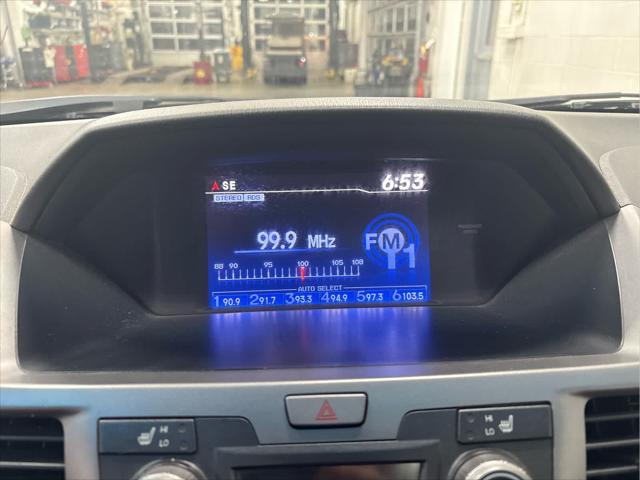 SE 6:53
STEREO RDS
99.9 MHz
FM 1
88 90 95 100 105 108
AUTO SELECT
1 90.9 2 91.7 3 93.3 4 94.9 5 97.3 6 103.5
HI HI
LO LO